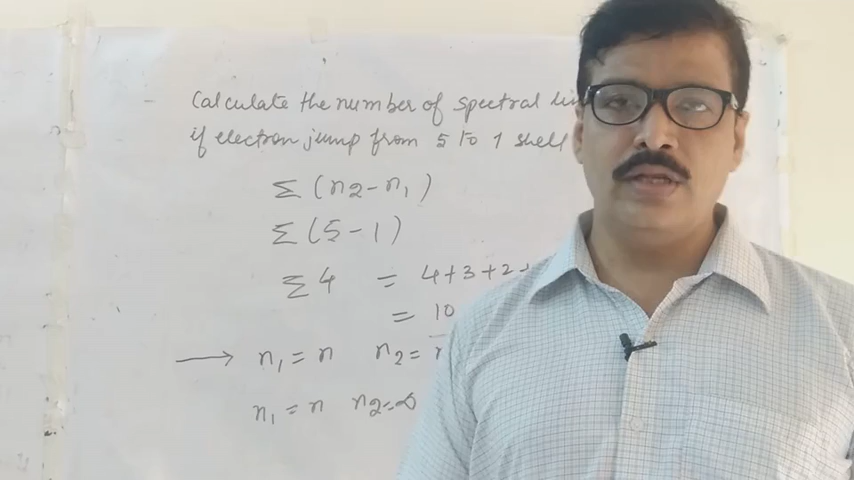 Calculate the number of spectral
if electron jump from 5 to 1 shell
Σ (n2-n1)
Σ (5-1)
Σ 4 = 4+3+2+
= 10
→ n1 = n n2 =
n1 = n n2 = ∞